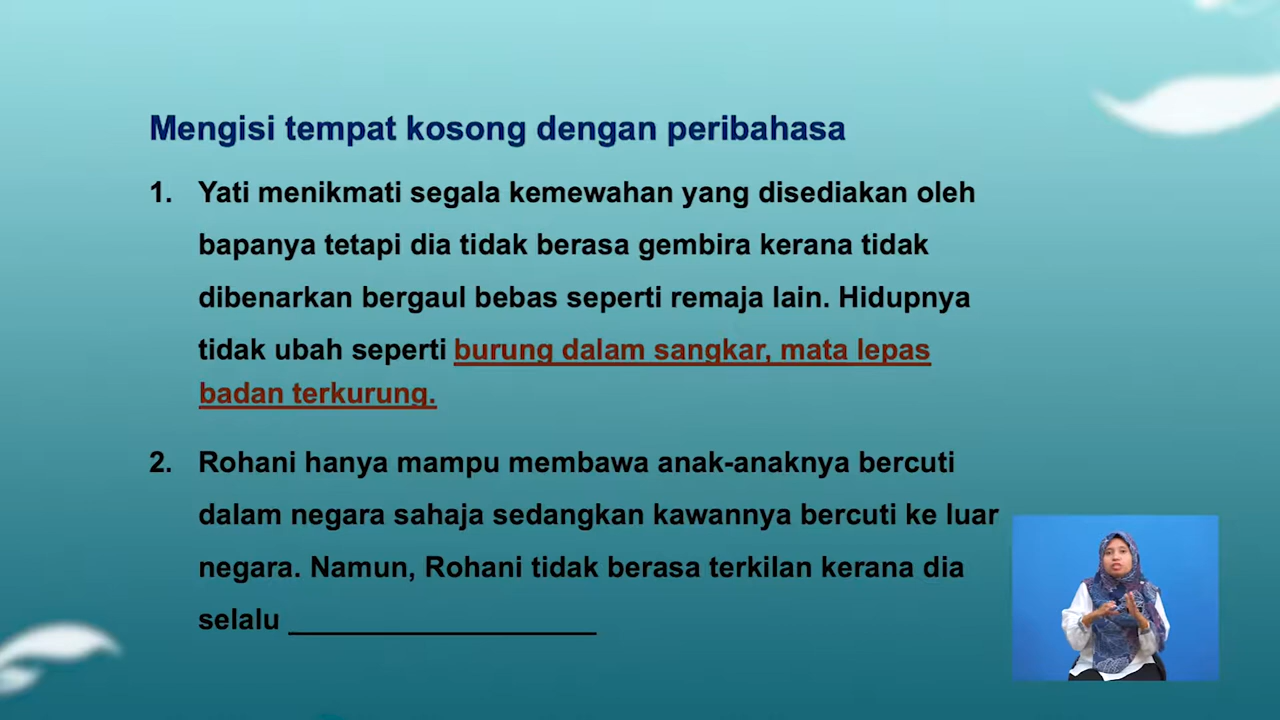 Mengisi tempat kosong dengan peribahasa
1. Yati menikmati segala kemewahan yang disediakan oleh
bapanya tetapi dia tidak berasa gembira kerana tidak
dibenarkan bergaul bebas seperti remaja lain. Hidupnya
tidak ubah seperti burung dalam sangkar, mata lepas
badan terkurung.
2. Rohani hanya mampu membawa anak-anaknya bercuti
dalam negara sahaja sedangkan kawannya bercuti ke luar
negara. Namun, Rohani tidak berasa terkilan kerana dia
selalu ____________________